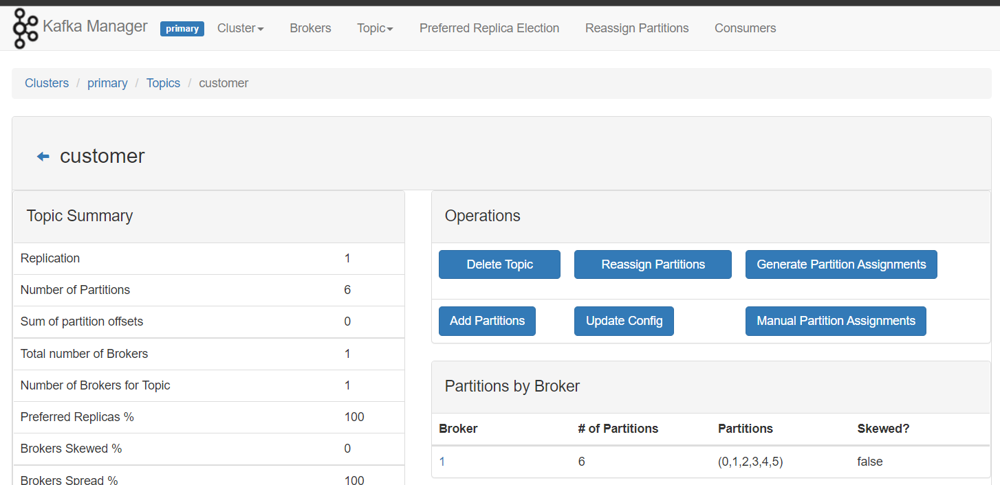 Kafka Manager primary Cluster Brokers Topic Preferred Replica Election Reassign Partitions Consumers
Clusters / primary / Topics / customer
customer
Topic Summary
Replication 1
Number of Partitions 6
Sum of partition offsets 0
Total number of Brokers 1
Number of Brokers for Topic 1
Preferred Replicas % 100
Brokers Skewed % 0
Brokers Spread % 100
Operations
Delete Topic Reassign Partitions Generate Partition Assignments
Add Partitions Update Config Manual Partition Assignments
Partitions by Broker
Broker # of Partitions Partitions Skewed?
1 6 (0,1,2,3,4,5) false